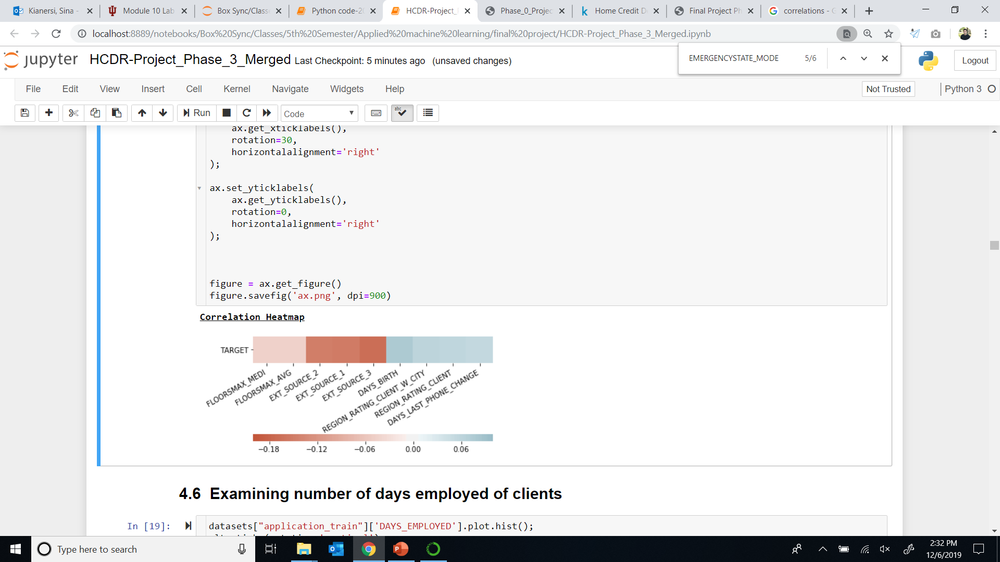 Kianersi, Sina -
Module 10 Lab
Box Sync/Classe
Python code-20
HCDR-Project_
Phase_0_Projec
Home Credit D
Final Project Ph
correlations - G
localhost:8889/notebooks/Box%20Sync/Classes/5th%20Semester/Applied%20machine%20learning/final%20project/HCDR-Project_Phase_3_Merged.ipynb
EMERGENCYSTATE_MODE 5/6
jupyter HCDR-Project_Phase_3_Merged Last Checkpoint: 5 minutes ago (unsaved changes)
Logout
File Edit View Insert Cell Kernel Navigate Widgets Help
Not Trusted
Python 3
Run
Code
abc
ax.get_xticklabels(),
rotation=30,
horizontalalignment='right'
);
ax.set_yticklabels(
ax.get_yticklabels(),
rotation=0,
horizontalalignment='right'
);
figure = ax.get_figure()
figure.savefig('ax.png', dpi=900)
Correlation Heatmap
TARGET
FLOORSMAX_MEDI
FLOORSMAX_AVG
EXT_SOURCE_2
EXT_SOURCE_1
EXT_SOURCE_3
DAYS_BIRTH
REGION_RATING_CLIENT_W_CITY
REGION_RATING_CLIENT
DAYS_LAST_PHONE_CHANGE
−0.18 −0.12 −0.06 0.00 0.06
4.6 Examining number of days employed of clients
In [19]:
datasets["application_train"]['DAYS_EMPLOYED'].plot.hist();
Type here to search
2:32 PM
12/6/2019